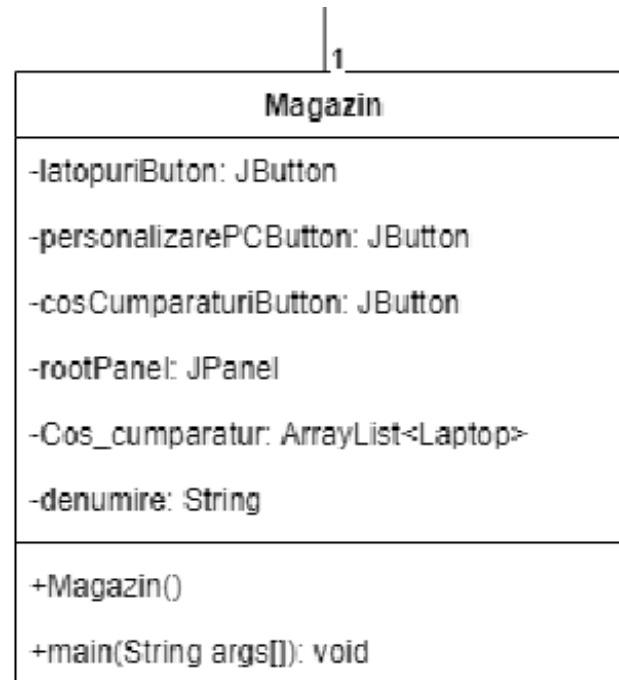 1
Magazin
-latopuriButon: JButton
-personalizarePCButton: JButton
-cosCumparaturiButton: JButton
-rootPanel: JPanel
-Cos_cumparatur: ArrayList<Laptop>
-denumire: String
+Magazin()
+main(String args[]): void